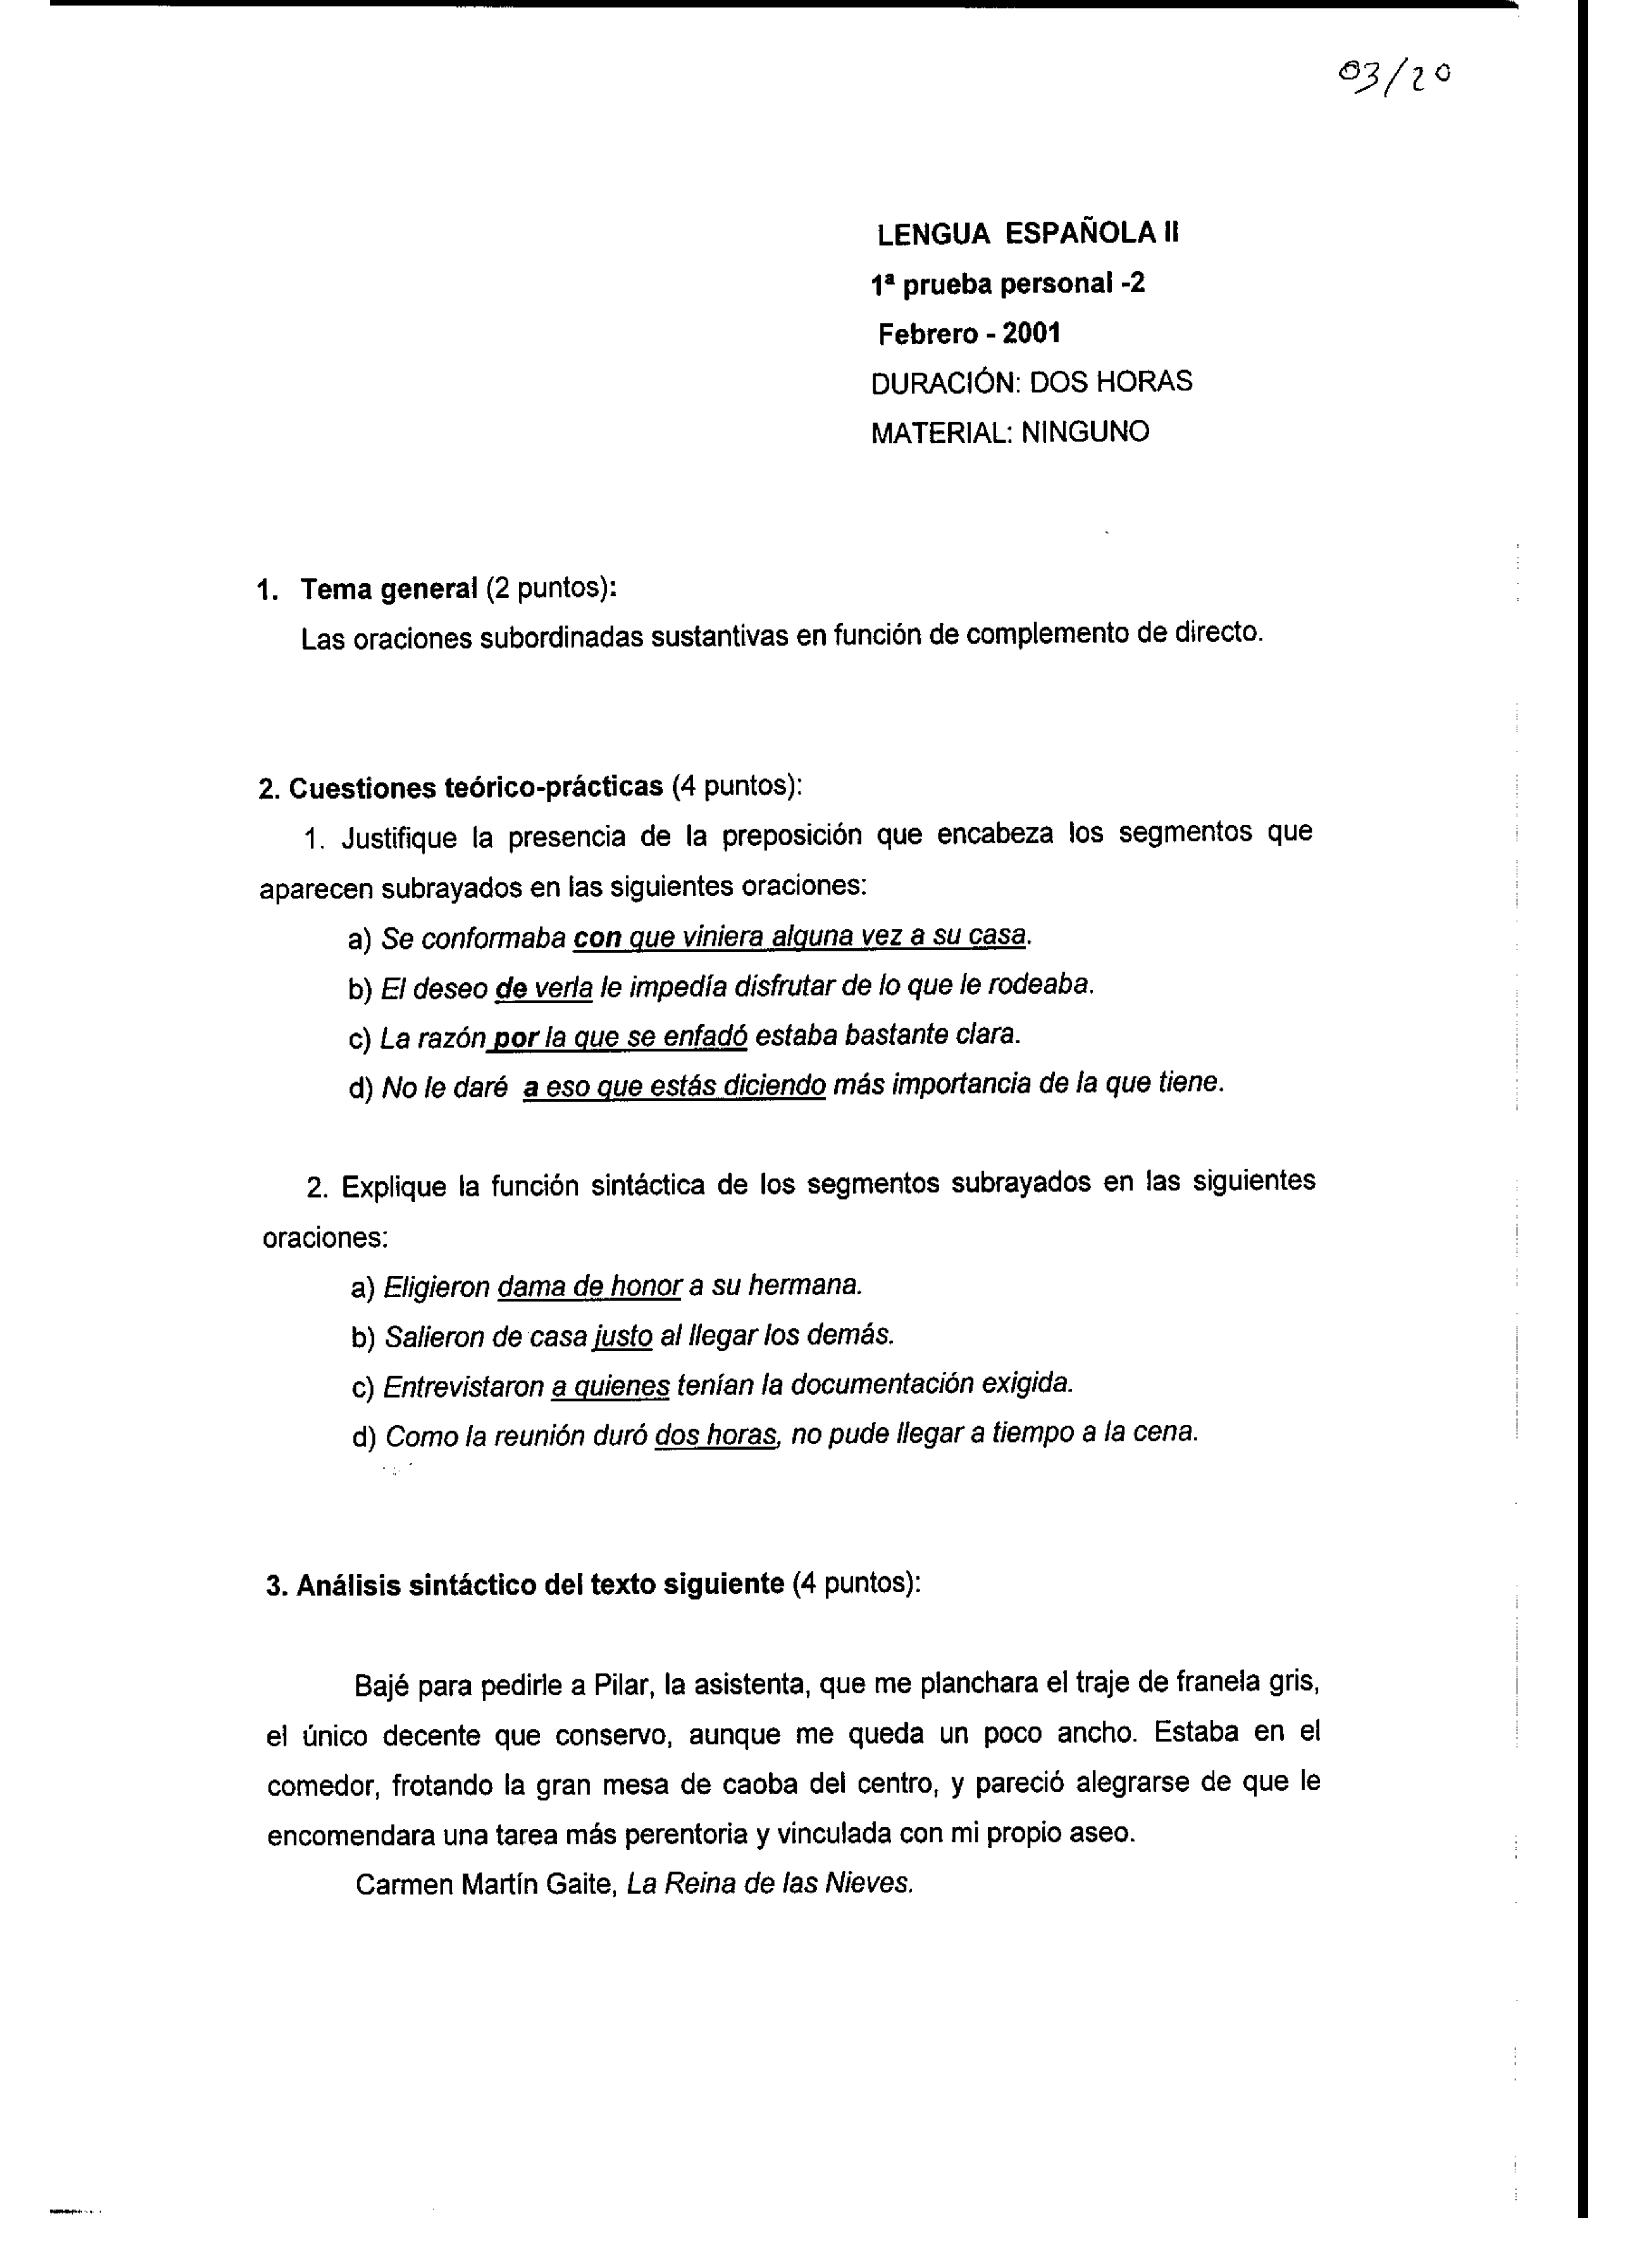 03/20
LENGUA ESPAÑOLA II
1ª prueba personal -2
Febrero - 2001
DURACIÓN: DOS HORAS
MATERIAL: NINGUNO
1. Tema general (2 puntos):
Las oraciones subordinadas sustantivas en función de complemento de directo.
2. Cuestiones teórico-prácticas (4 puntos):
1. Justifique la presencia de la preposición que encabeza los segmentos que
aparecen subrayados en las siguientes oraciones:
a) Se conformaba con que viniera alguna vez a su casa.
b) El deseo de verla le impedía disfrutar de lo que le rodeaba.
c) La razón por la que se enfadó estaba bastante clara.
d) No le daré a eso que estás diciendo más importancia de la que tiene.
2. Explique la función sintáctica de los segmentos subrayados en las siguientes
oraciones:
a) Eligieron dama de honor a su hermana.
b) Salieron de casa justo al llegar los demás.
c) Entrevistaron a quienes tenían la documentación exigida.
d) Como la reunión duró dos horas, no pude llegar a tiempo a la cena.
3. Análisis sintáctico del texto siguiente (4 puntos):
Bajé para pedirle a Pilar, la asistenta, que me planchara el traje de franela gris,
el único decente que conservo, aunque me queda un poco ancho. Estaba en el
comedor, frotando la gran mesa de caoba del centro, y pareció alegrarse de que le
encomendara una tarea más perentoria y vinculada con mi propio aseo.
Carmen Martín Gaite, La Reina de las Nieves.